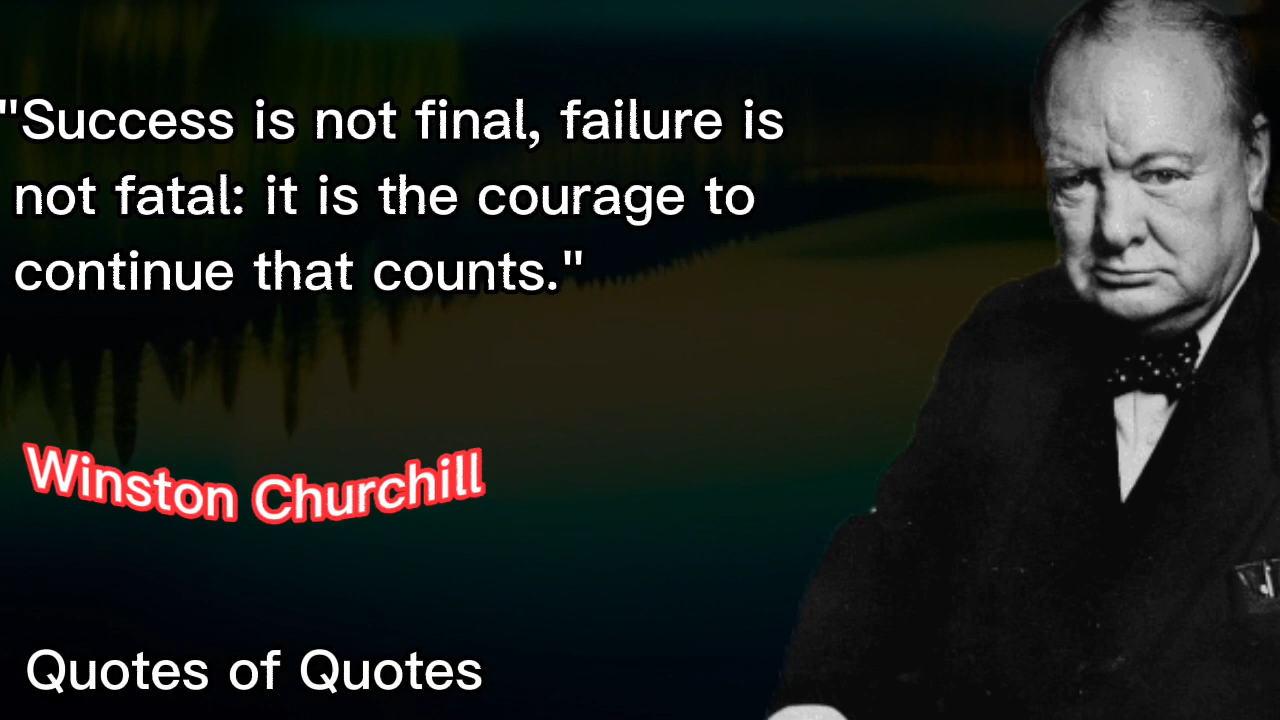 "Success is not final, failure is
not fatal: it is the courage to
continue that counts."
Winston Churchill
Quotes of Quotes